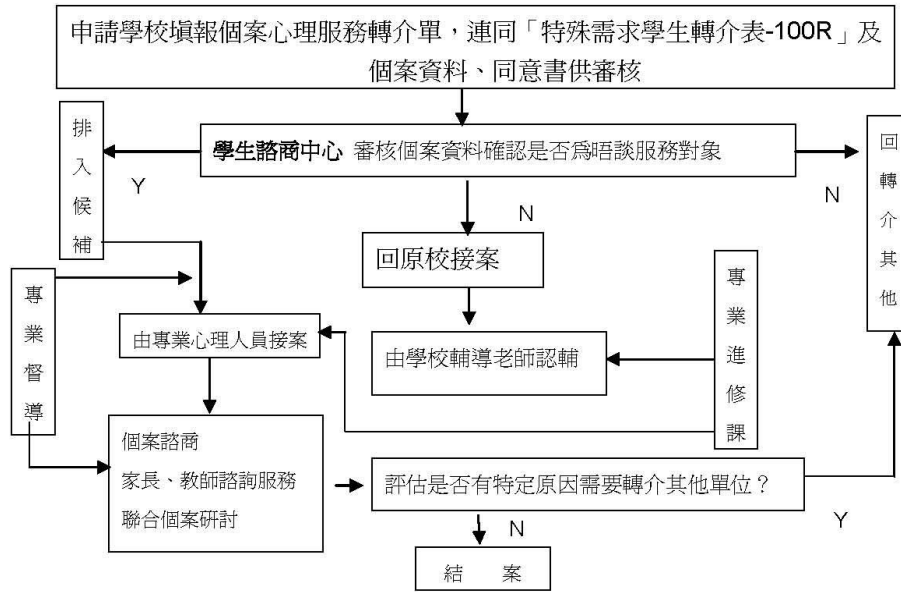 申請學校塡報個案心理服務轉介單，連同「特殊需求學生轉介表-100R」及
個案資料、同意書供審核
排入候補
學生諮商中心 審核個案資料確認是否爲晤談服務對象
回轉介其他
Y
N
N
回原校接案
專業督導
專業進修課
由專業心理人員接案
由學校輔導老師認輔
個案諮商
家長、教師諮詢服務
聯合個案研討
評估是否有特定原因需要轉介其他單位？
Y
N
結 案